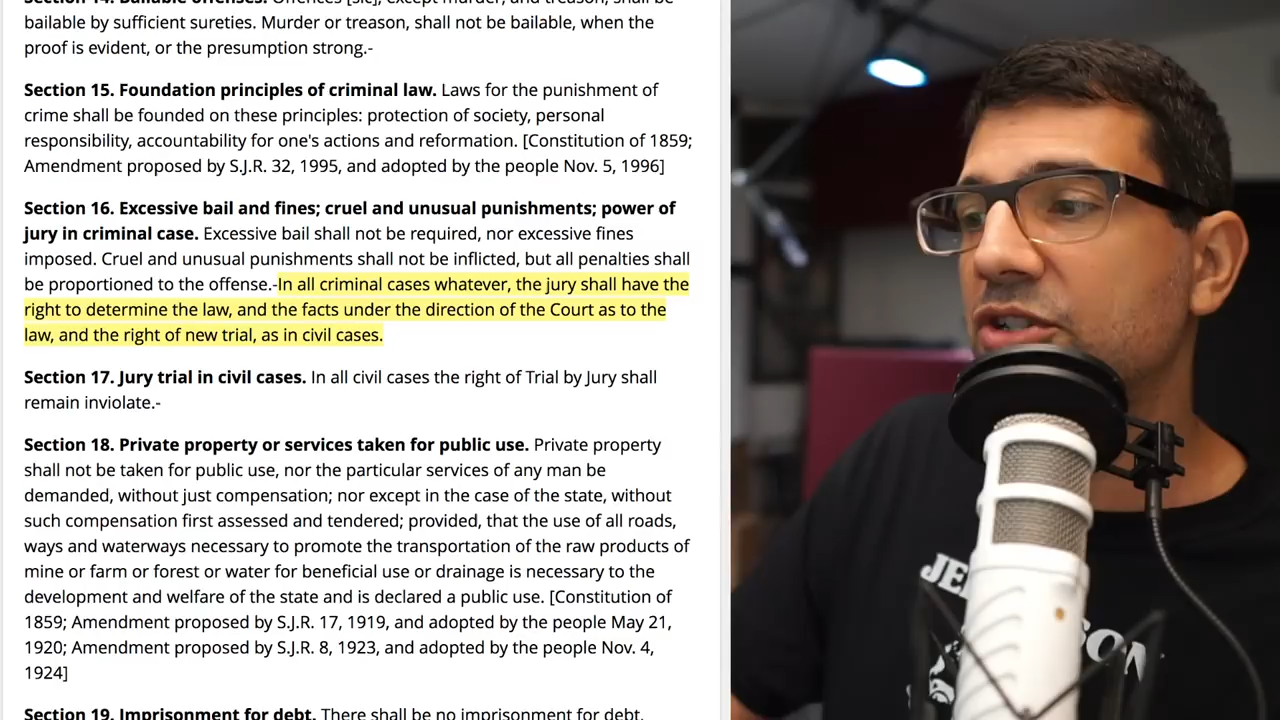 Section 14. Bailable offenses. Offences [sic], except murder, and treason, shall be
bailable by sufficient sureties. Murder or treason, shall not be bailable, when the
proof is evident, or the presumption strong.-
Section 15. Foundation principles of criminal law. Laws for the punishment of
crime shall be founded on these principles: protection of society, personal
responsibility, accountability for one's actions and reformation. [Constitution of 1859;
Amendment proposed by S.J.R. 32, 1995, and adopted by the people Nov. 5, 1996]
Section 16. Excessive bail and fines; cruel and unusual punishments; power of
jury in criminal case. Excessive bail shall not be required, nor excessive fines
imposed. Cruel and unusual punishments shall not be inflicted, but all penalties shall
be proportioned to the offense.-In all criminal cases whatever, the jury shall have the
right to determine the law, and the facts under the direction of the Court as to the
law, and the right of new trial, as in civil cases.
Section 17. Jury trial in civil cases. In all civil cases the right of Trial by Jury shall
remain inviolate.-
Section 18. Private property or services taken for public use. Private property
shall not be taken for public use, nor the particular services of any man be
demanded, without just compensation; nor except in the case of the state, without
such compensation first assessed and tendered; provided, that the use of all roads,
ways and waterways necessary to promote the transportation of the raw products of
mine or farm or forest or water for beneficial use or drainage is necessary to the
development and welfare of the state and is declared a public use. [Constitution of
1859; Amendment proposed by S.J.R. 17, 1919, and adopted by the people May 21,
1920; Amendment proposed by S.J.R. 8, 1923, and adopted by the people Nov. 4,
1924]
Section 19. Imprisonment for debt. There shall be no imprisonment for debt,